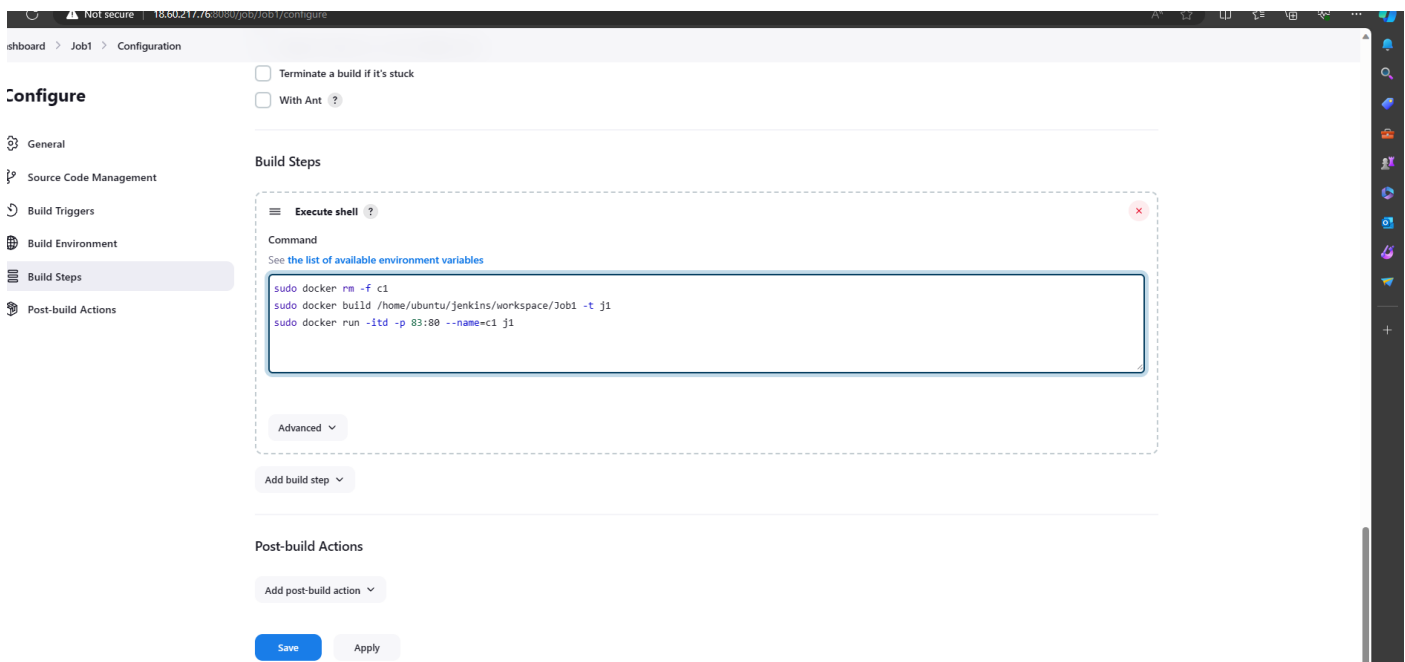 Not secure | 18.60.217.76:8080/job/Job1/configure
shboard > Job1 > Configuration
Terminate a build if it's stuck
Configure
With Ant ?
General
Source Code Management
Build Triggers
Build Environment
Build Steps
Post-build Actions
Build Steps
Execute shell ?
Command
See the list of available environment variables
sudo docker rm -f c1
sudo docker build /home/ubuntu/jenkins/workspace/Job1 -t j1
sudo docker run -itd -p 83:80 --name=c1 j1
Advanced
Add build step
Post-build Actions
Add post-build action
Save
Apply